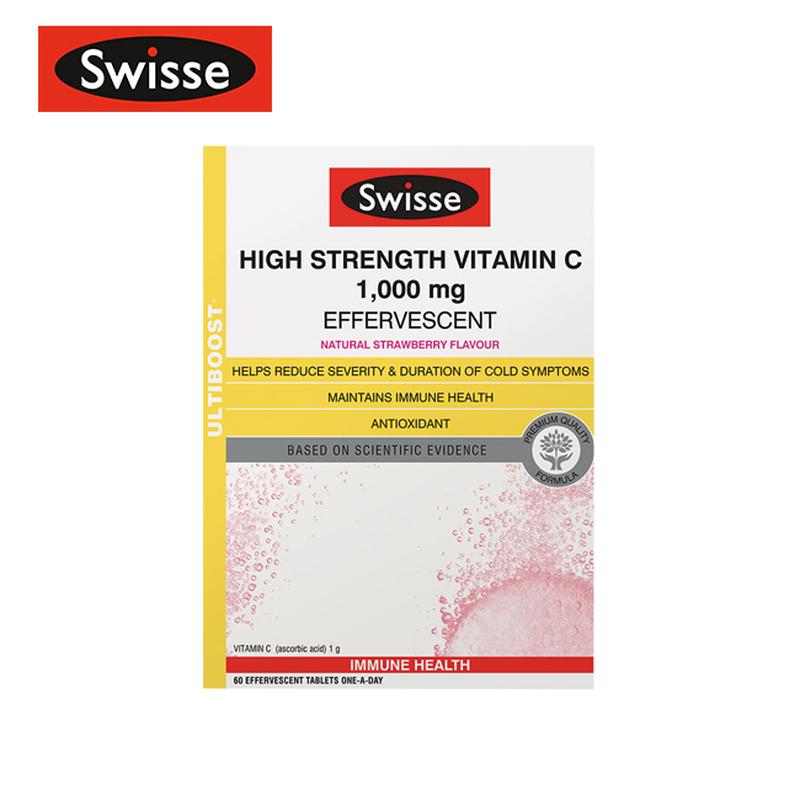 Swisse
Swisse
HIGH STRENGTH VITAMIN C
1,000 mg
EFFERVESCENT
NATURAL STRAWBERRY FLAVOUR
ULTIBOOST®
HELPS REDUCE SEVERITY & DURATION OF COLD SYMPTOMS
MAINTAINS IMMUNE HEALTH
ANTIOXIDANT
BASED ON SCIENTIFIC EVIDENCE
PREMIUM QUALITY
FORMULA
VITAMIN C (ascorbic acid) 1 g
IMMUNE HEALTH
60 EFFERVESCENT TABLETS ONE-A-DAY